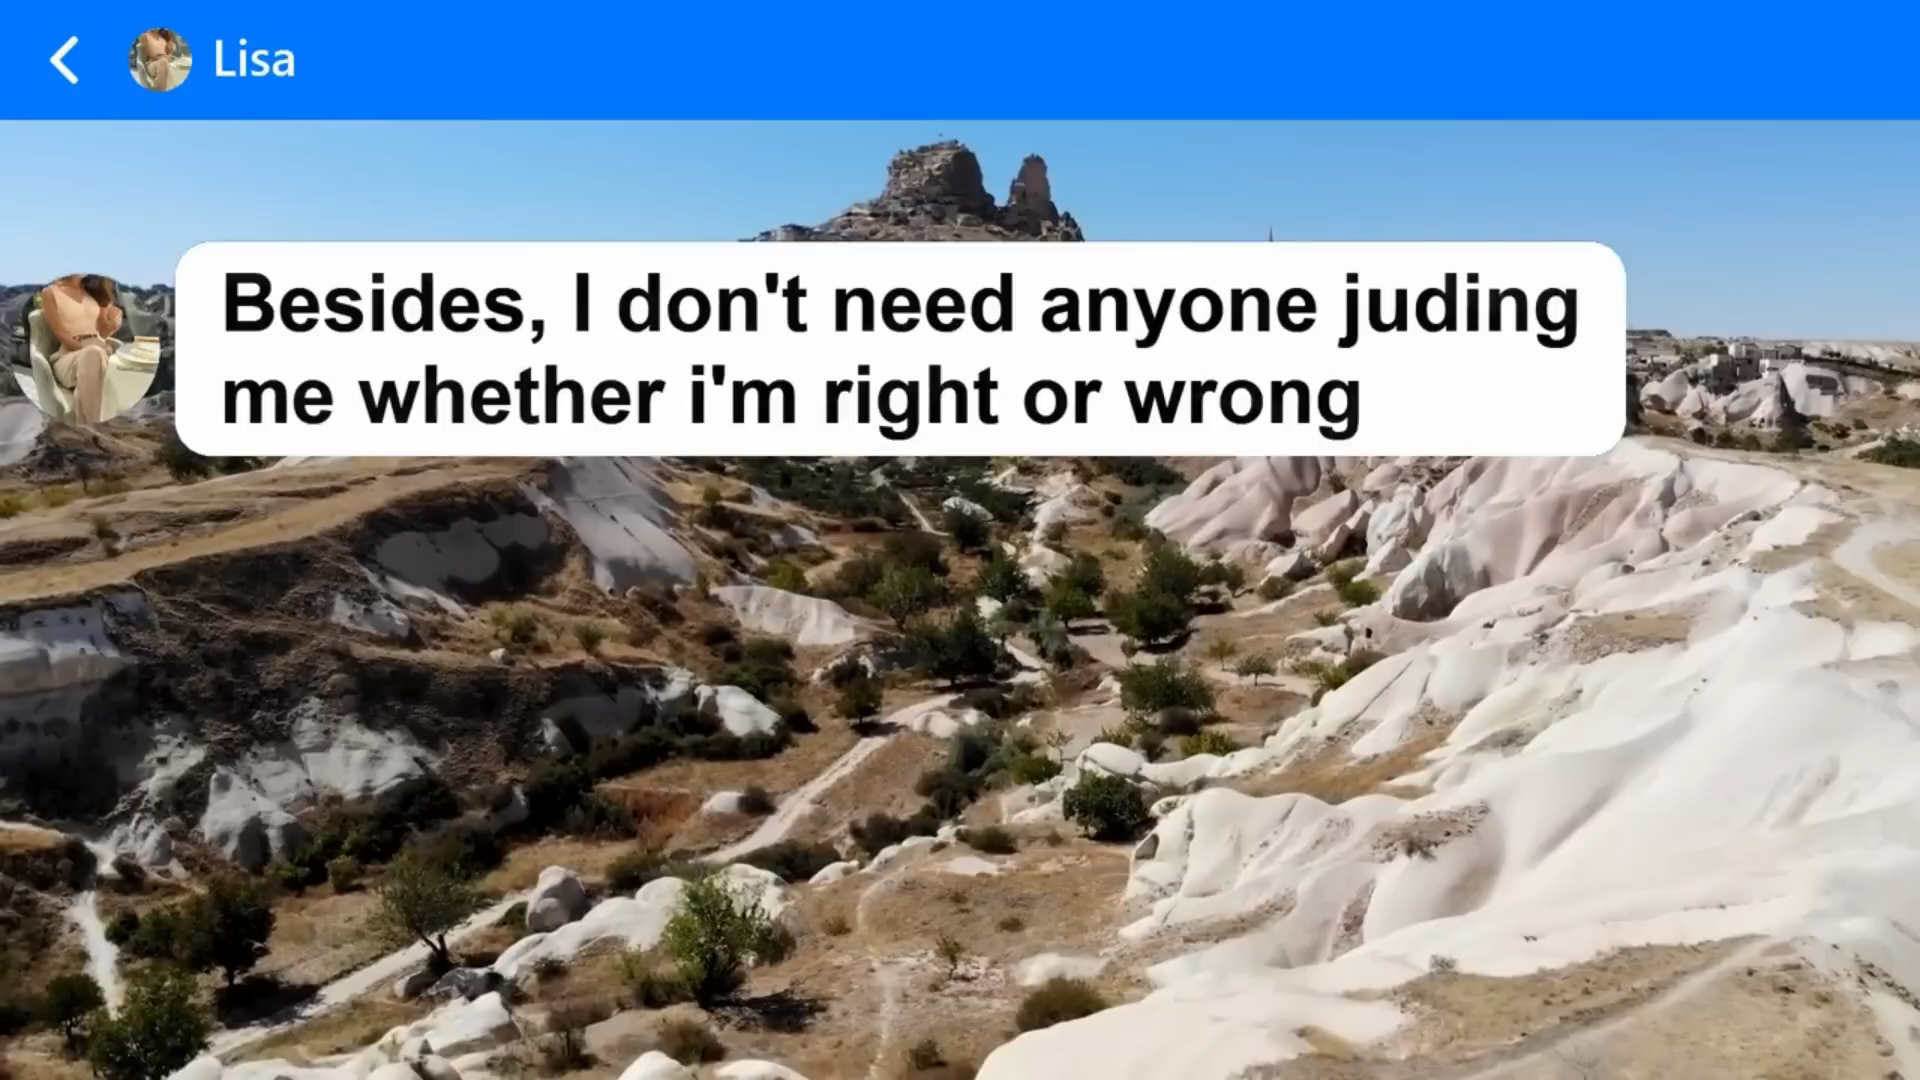 Lisa
Besides, I don't need anyone juding
me whether i'm right or wrong